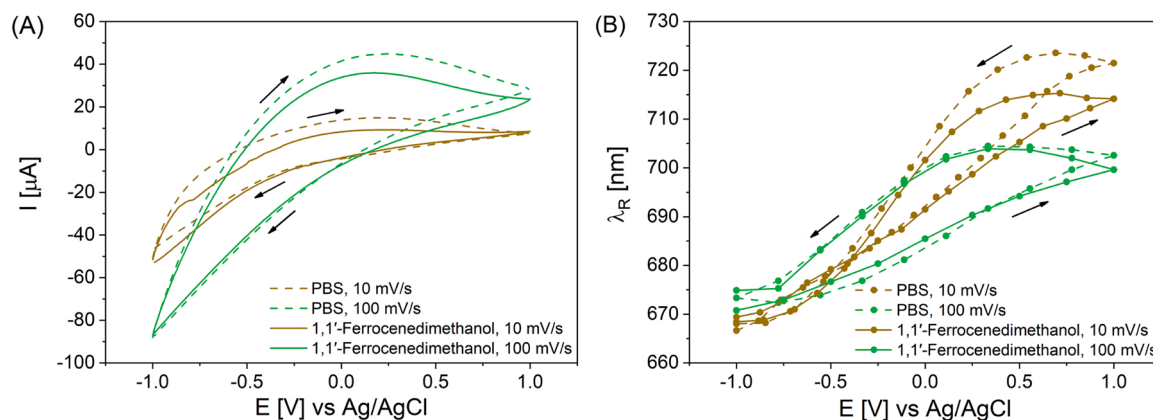 (A)
60
40
20
0
-20
-40
-60
-80
-100
I [μA]
-1.0 -0.5 0.0 0.5 1.0
E [V] vs Ag/AgCl
PBS, 10 mV/s
PBS, 100 mV/s
1,1′-Ferrocenedimethanol, 10 mV/s
1,1′-Ferrocenedimethanol, 100 mV/s
(B)
730
720
710
700
690
680
670
660
λR [nm]
-1.0 -0.5 0.0 0.5 1.0
E [V] vs Ag/AgCl
PBS, 10 mV/s
PBS, 100 mV/s
1,1′-Ferrocenedimethanol, 10 mV/s
1,1′-Ferrocenedimethanol, 100 mV/s